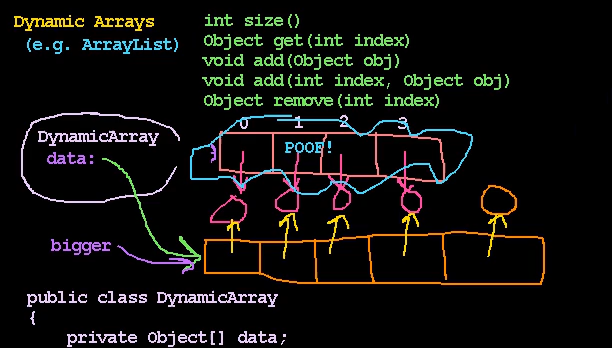 Dynamic Arrays
(e.g. ArrayList)
int size()
Object get(int index)
void add(Object obj)
void add(int index, Object obj)
Object remove(int index)
0 1 2 3
POOF!
DynamicArray
data:
bigger
public class DynamicArray
{
private Object[] data;